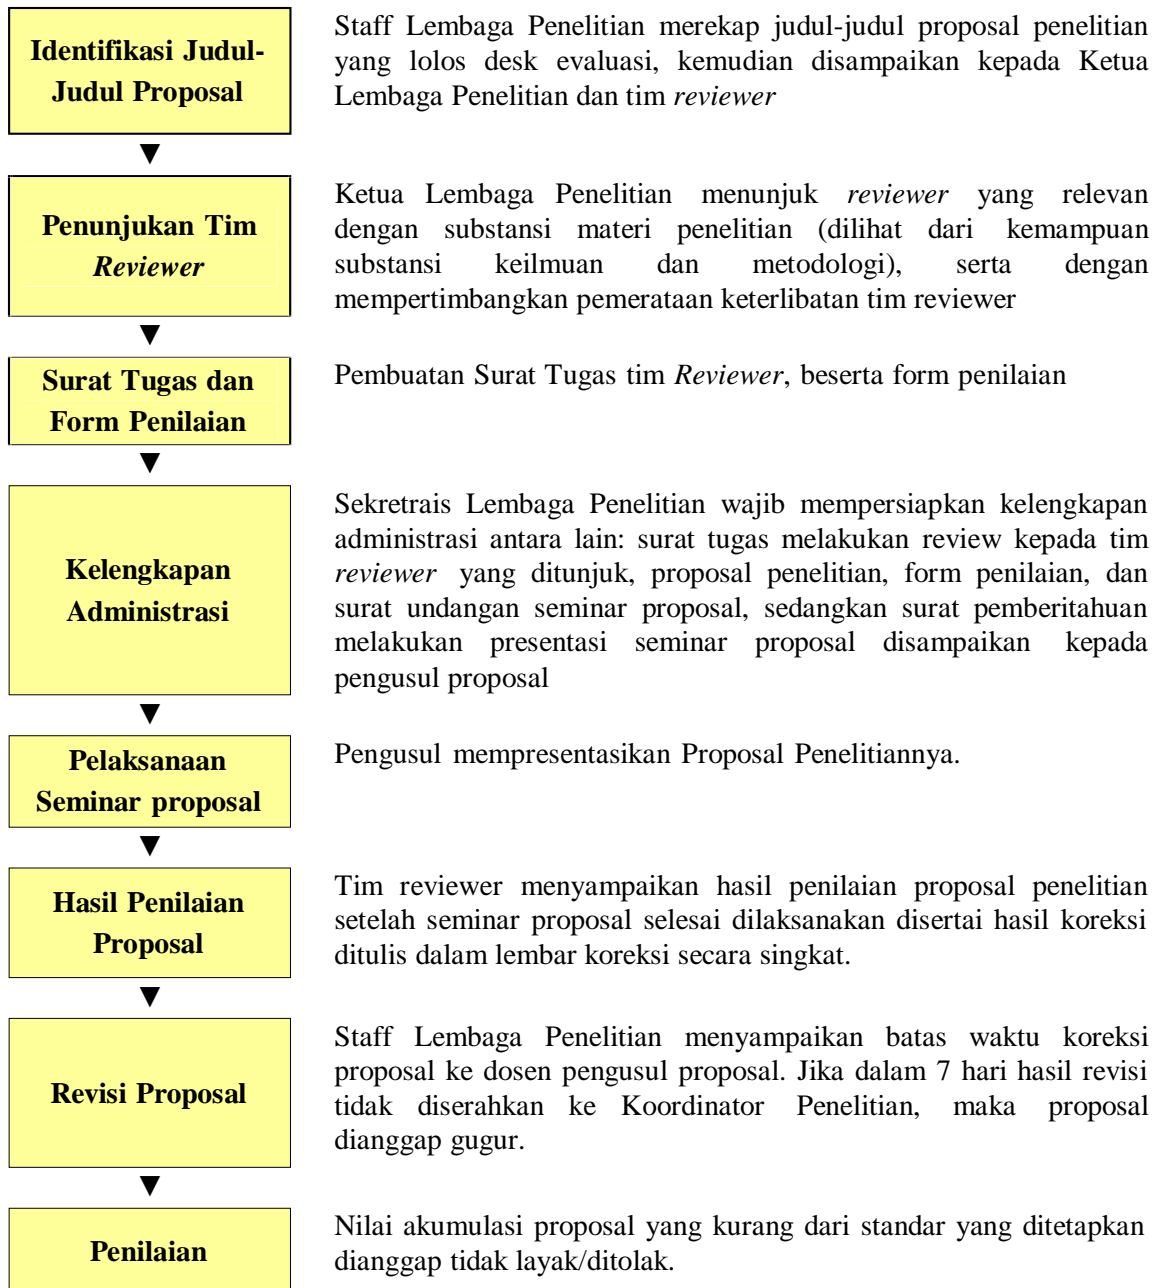 Identifikasi Judul-
Judul Proposal
Staff Lembaga Penelitian merekap judul-judul proposal penelitian
yang lolos desk evaluasi, kemudian disampaikan kepada Ketua
Lembaga Penelitian dan tim reviewer
Penunjukan Tim
Reviewer
Ketua Lembaga Penelitian menunjuk reviewer yang relevan
dengan substansi materi penelitian (dilihat dari kemampuan
substansi keilmuan dan metodologi), serta dengan
mempertimbangkan pemerataan keterlibatan tim reviewer
Surat Tugas dan
Form Penilaian
Pembuatan Surat Tugas tim Reviewer, beserta form penilaian
Kelengkapan
Administrasi
Sekretrais Lembaga Penelitian wajib mempersiapkan kelengkapan
administrasi antara lain: surat tugas melakukan review kepada tim
reviewer yang ditunjuk, proposal penelitian, form penilaian, dan
surat undangan seminar proposal, sedangkan surat pemberitahuan
melakukan presentasi seminar proposal disampaikan kepada
pengusul proposal
Pelaksanaan
Seminar proposal
Pengusul mempresentasikan Proposal Penelitiannya.
Hasil Penilaian
Proposal
Tim reviewer menyampaikan hasil penilaian proposal penelitian
setelah seminar proposal selesai dilaksanakan disertai hasil koreksi
ditulis dalam lembar koreksi secara singkat.
Revisi Proposal
Staff Lembaga Penelitian menyampaikan batas waktu koreksi
proposal ke dosen pengusul proposal. Jika dalam 7 hari hasil revisi
tidak diserahkan ke Koordinator Penelitian, maka proposal
dianggap gugur.
Penilaian
Nilai akumulasi proposal yang kurang dari standar yang ditetapkan
dianggap tidak layak/ditolak.